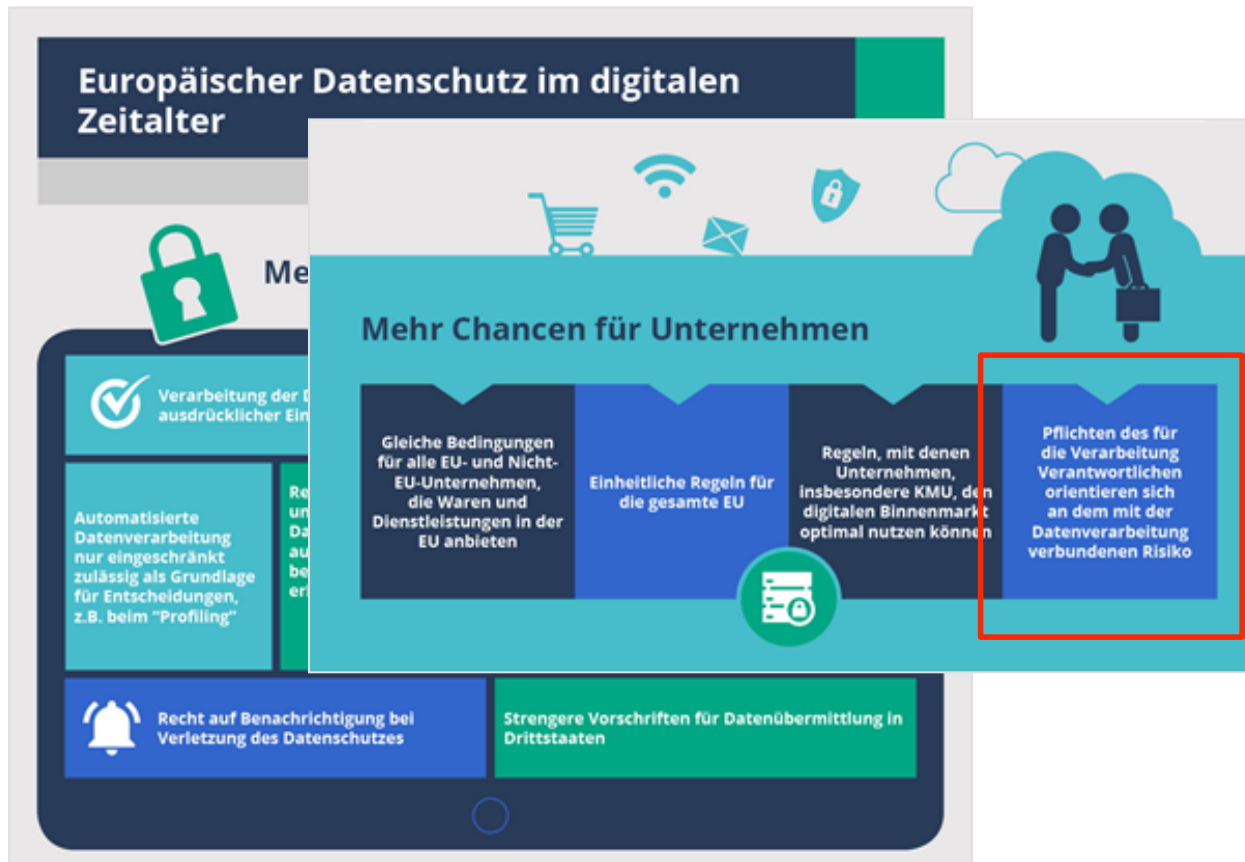 Europäischer Datenschutz im digitalen
Zeitalter
Verarbeitung der
ausdrücklicher
Automatisierte
Datenverarbeitung
nur eingeschränkt
zulässig als Grundlage
für Entscheidungen,
z.B. beim "Profiling"
Recht auf Benachrichtigung bei
Verletzung des Datenschutzes
Strengere Vorschriften für Datenübermittlung in
Drittstaaten
Mehr Chancen für Unternehmen
Gleiche Bedingungen
für alle EU- und Nicht-
EU-Unternehmen,
die Waren und
Dienstleistungen in der
EU anbieten
Einheitliche Regeln für
die gesamte EU
Regeln, mit denen
Unternehmen,
insbesondere KMU, den
digitalen Binnenmarkt
optimal nutzen können
Pflichten des für
die Verarbeitung
Verantwortlichen
orientieren sich
an dem mit der
Datenverarbeitung
verbundenen Risiko